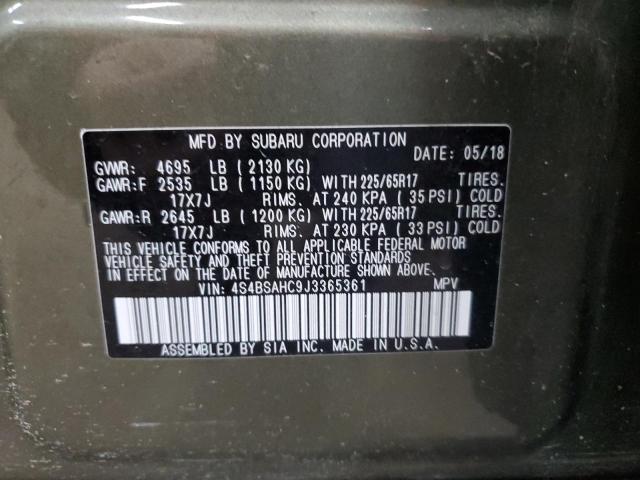 MFD BY SUBARU CORPORATION
DATE: 05/18
GVWR: 4695 LB ( 2130 KG)
GAWR:F 2535 LB ( 1150 KG) WITH 225/65R17 TIRES.
17X7J RIMS. AT 240 KPA ( 35 PSI) COLD
GAWR:R 2645 LB ( 1200 KG) WITH 225/65R17 TIRES.
17X7J RIMS. AT 230 KPA ( 33 PSI) COLD
THIS VEHICLE CONFORMS TO ALL APPLICABLE FEDERAL MOTOR
VEHICLE SAFETY AND THEFT PREVENTION STANDARDS
IN EFFECT ON THE DATE OF MANUFACTURE SHOWN ABOVE.
VIN: 4S4BSAHC9J3365361 MPV
ASSEMBLED BY SIA INC. MADE IN U.S.A.